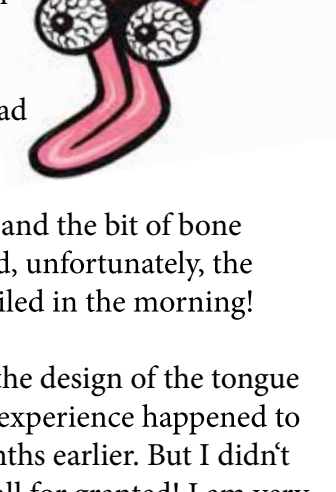 ad
and the bit of bone
d, unfortunately, the
iled in the morning!
the design of the tongue
experience happened to
nths earlier. But I didn‘t
all for granted! I am very